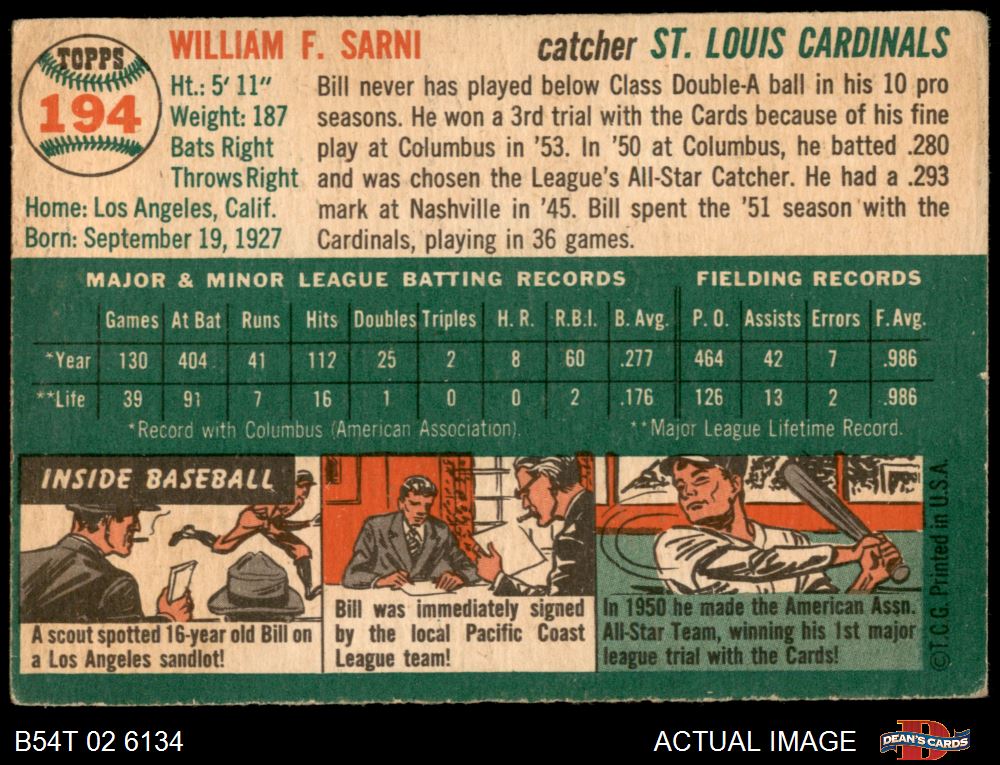 TOPPS
194
WILLIAM F. SARNI
catcher ST. LOUIS CARDINALS
Ht.: 5' 11"
Weight: 187
Bats Right
Throws Right
Home: Los Angeles, Calif.
Born: September 19, 1927
Bill never has played below Class Double-A ball in his 10 pro
seasons. He won a 3rd trial with the Cards because of his fine
play at Columbus in '53. In '50 at Columbus, he batted .280
and was chosen the League's All-Star Catcher. He had a .293
mark at Nashville in '45. Bill spent the '51 season with the
Cardinals, playing in 36 games.
MAJOR & MINOR LEAGUE BATTING RECORDS FIELDING RECORDS
Games At Bat Runs Hits Doubles Triples H. R. R.B.I. B. Avg. P. O. Assists Errors F. Avg.
*Year 130 404 41 112 25 2 8 60 .277 464 42 7 .986
**Life 39 91 7 16 1 0 0 2 .176 126 13 2 .986
*Record with Columbus (American Association). **Major League Lifetime Record.
INSIDE BASEBALL
A scout spotted 16-year old Bill on
a Los Angeles sandlot!
Bill was immediately signed
by the local Pacific Coast
League team!
In 1950 he made the American Assn.
All-Star Team, winning his 1st major
league trial with the Cards!
©T.C.G. Printed in U.S.A.
B54T 02 6134
ACTUAL IMAGE
D
DEAN'S CARDS